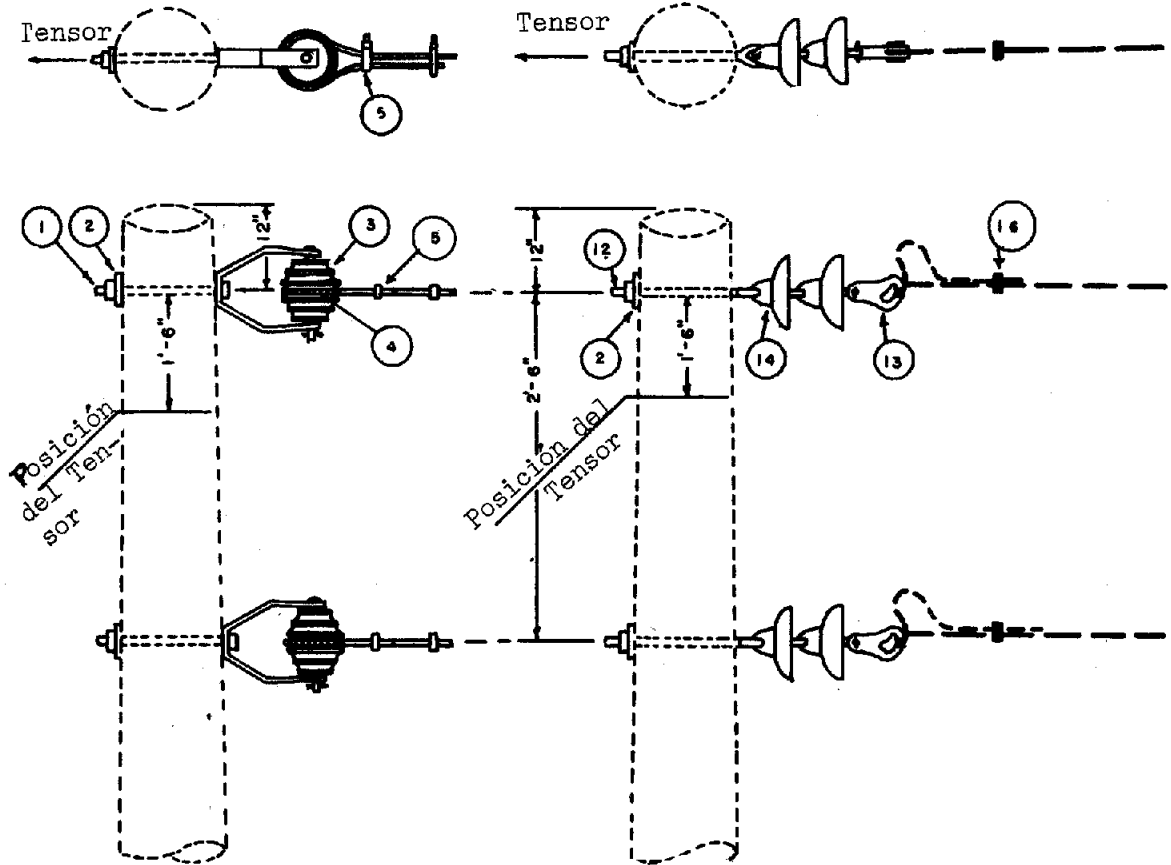 Tensor
5
Tensor
1
2
12"
3
5
4
1'-6"
Posición
del Ten-
sor
12"
12
2
2'-6"
1'-6"
14
13
16
Posición del
Tensor